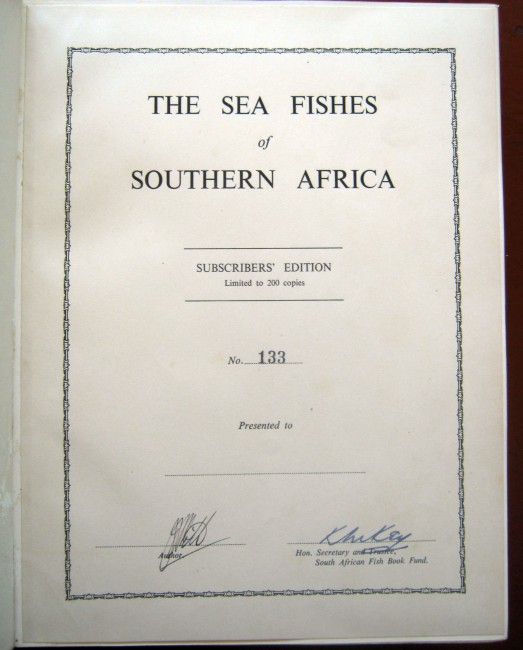 THE SEA FISHES
of
SOUTHERN AFRICA
SUBSCRIBERS' EDITION
Limited to 200 copies
No. 133
Presented to
Author
Hon. Secretary and Trustee,
South African Fish Book Fund.